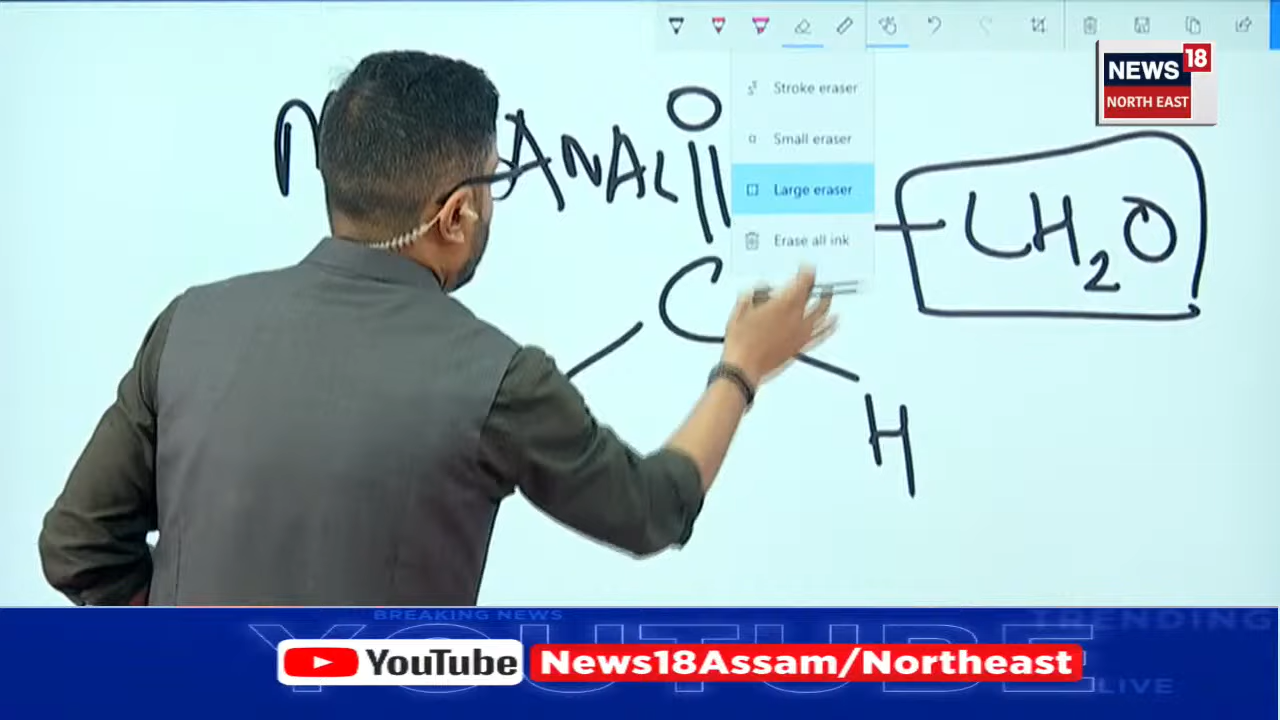 NEWS 18
NORTH EAST
Stroke eraser
Small eraser
Large eraser
Erase all ink
O
ANAL
CH2O
C
H
BREAKING NEWS
TRENDING
YOUTUBE
YouTube News18Assam/Northeast
LIVE